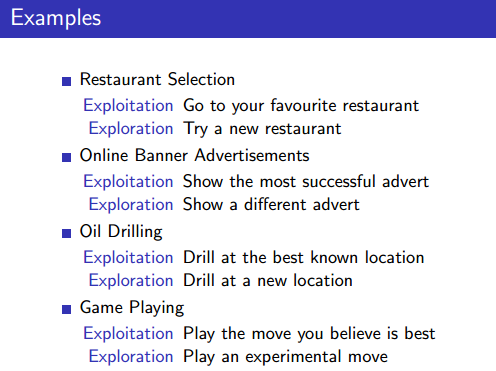 Examples
Restaurant Selection
Exploitation Go to your favourite restaurant
Exploration Try a new restaurant
Online Banner Advertisements
Exploitation Show the most successful advert
Exploration Show a different advert
Oil Drilling
Exploitation Drill at the best known location
Exploration Drill at a new location
Game Playing
Exploitation Play the move you believe is best
Exploration Play an experimental move